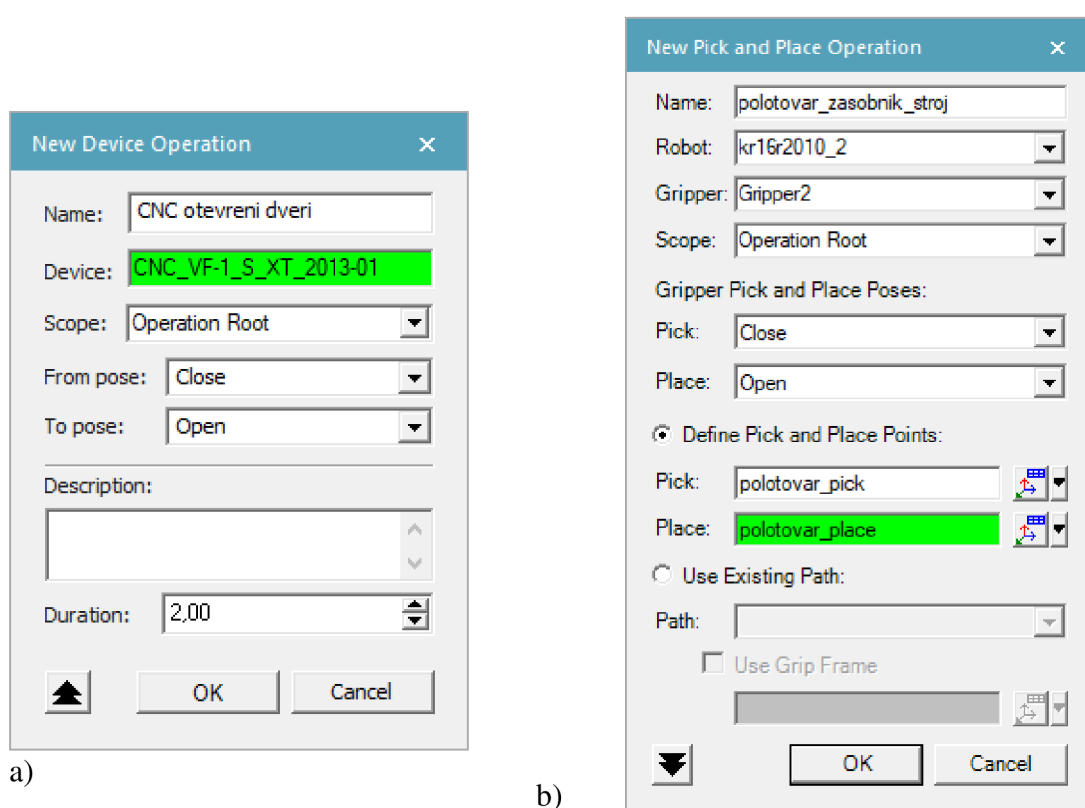 New Device Operation
Name: CNC otevreni dveri
Device: CNC_VF-1_S_XT_2013-01
Scope: Operation Root
From pose: Close
To pose: Open
Description:
Duration: 2,00
OK Cancel
a)
New Pick and Place Operation
Name: polotovar_zasobnik_stroj
Robot: kr16r2010_2
Gripper: Gripper2
Scope: Operation Root
Gripper Pick and Place Poses:
Pick: Close
Place: Open
Define Pick and Place Points:
Pick: polotovar_pick
Place: polotovar_place
Use Existing Path:
Path:
Use Grip Frame
OK Cancel
b)